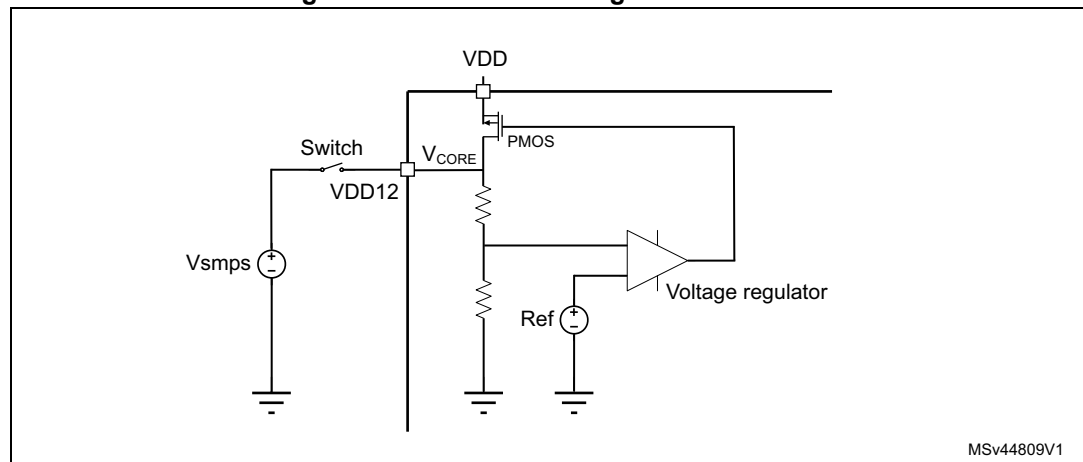 VDD
PMOS
Switch
VCORE
VDD12
Vsmps
+
−
Voltage regulator
Ref
+
−
MSv44809V1